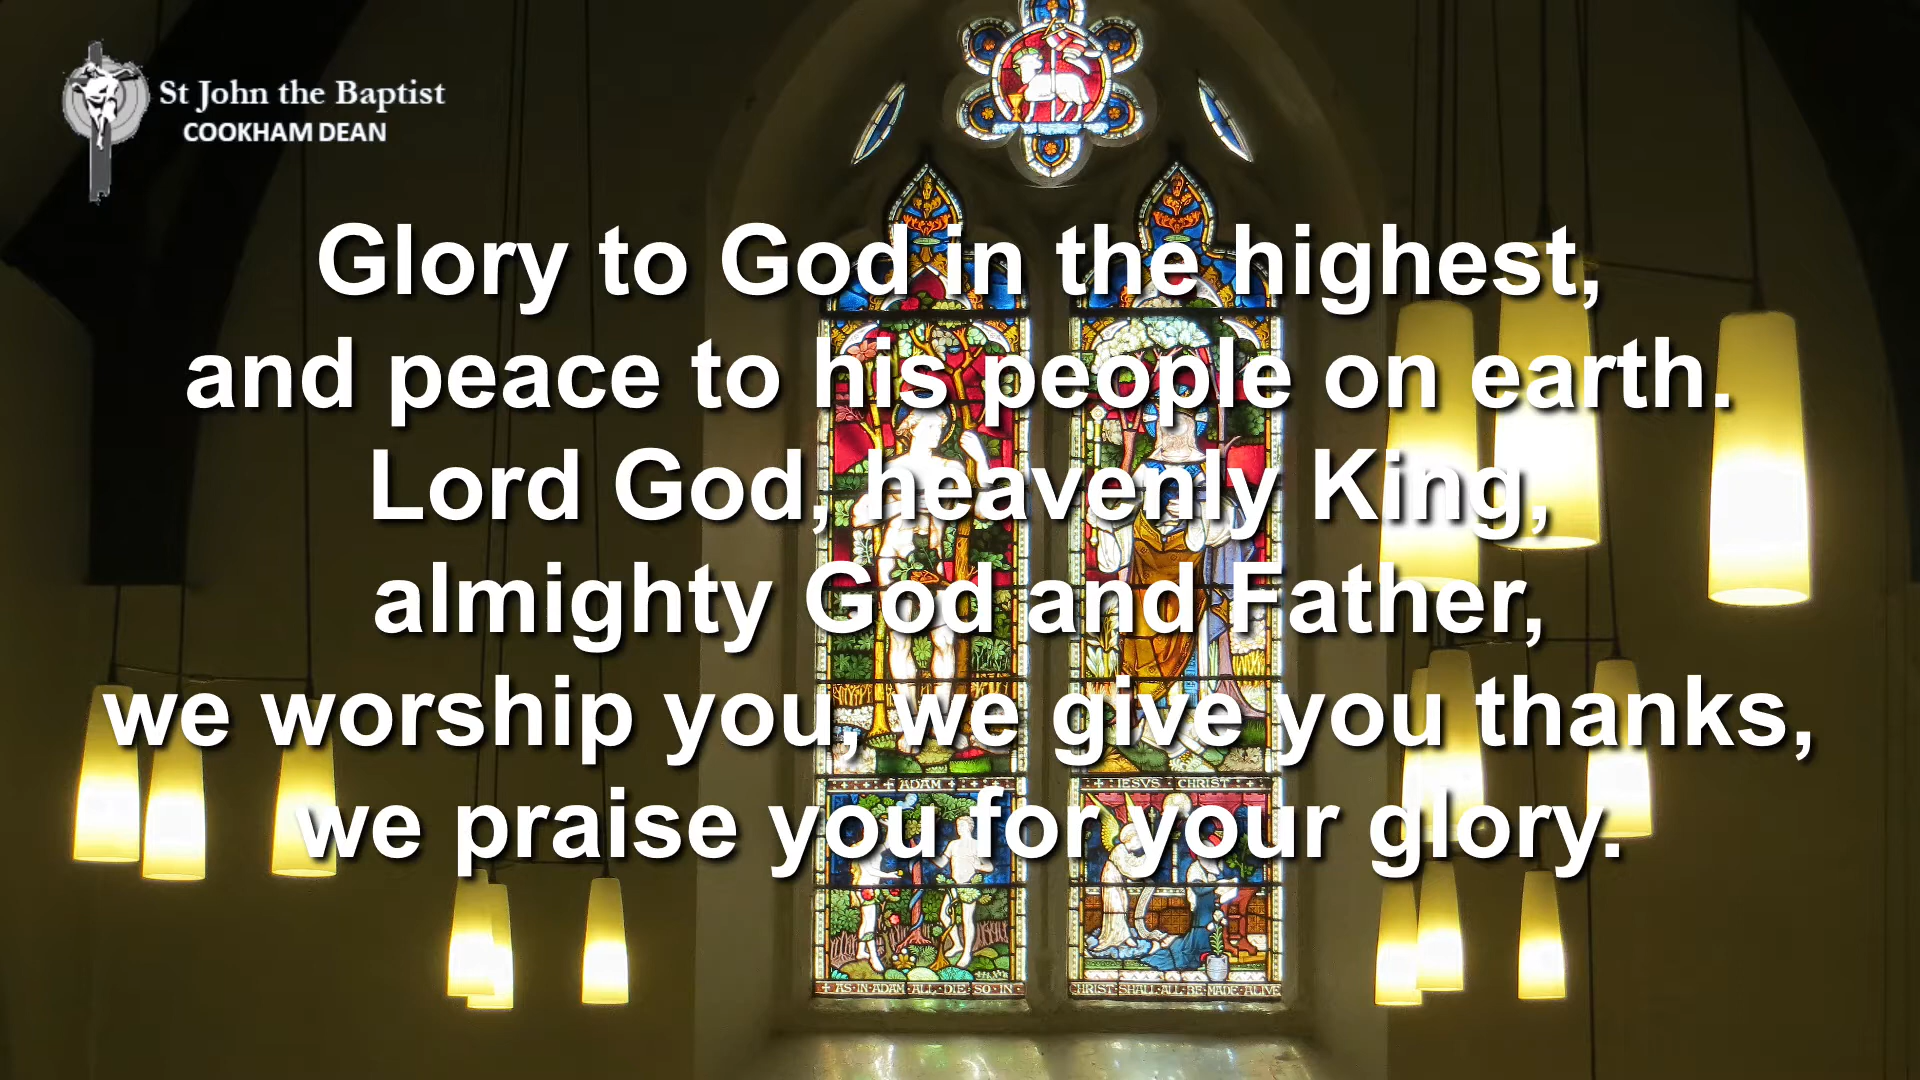 St John the Baptist
COOKHAM DEAN
Glory to God in the highest,
and peace to his people on earth.
Lord God, heavenly King,
almighty God and Father,
we worship you, we give you thanks,
we praise you for your glory.
+ ADAM +
+ IESVS · CHRIST +
+ AS·IN·ADAM·ALL·DIE·SO·IN·
CHRIST·SHALL·ALL·BE·MADE·ALIVE